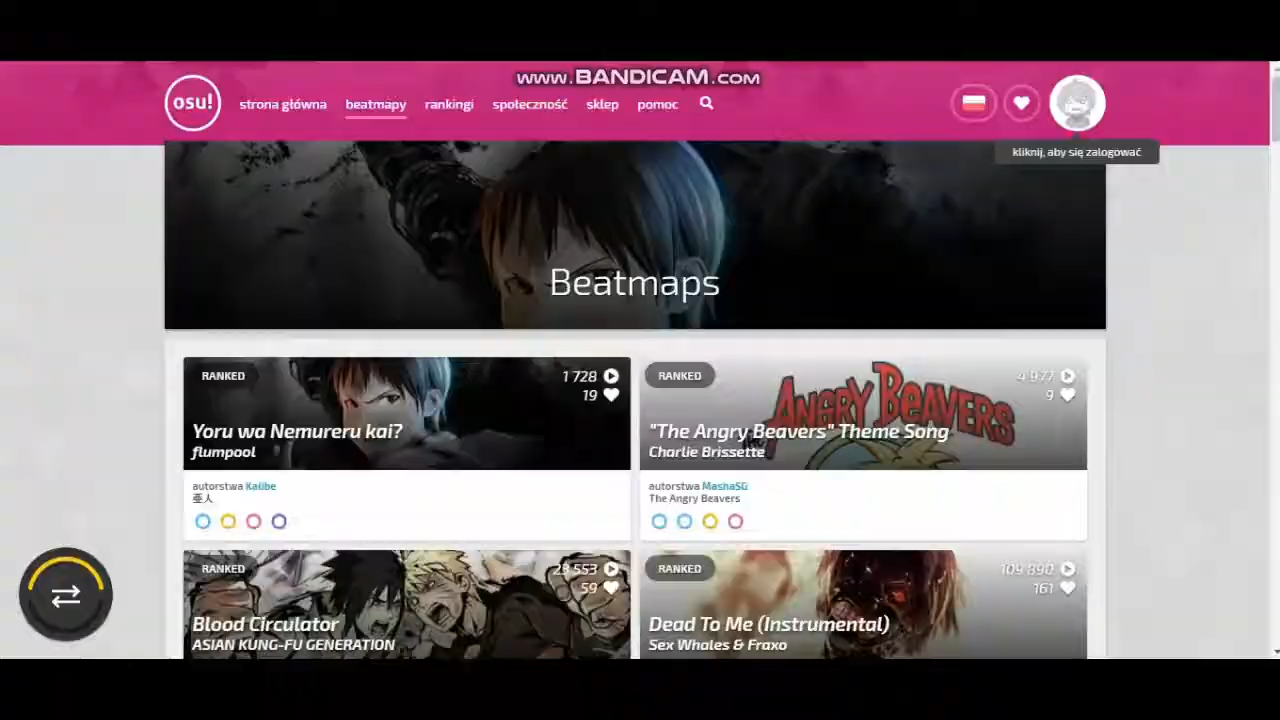 www.BANDICAM.com
osu!
strona główna beatmapy rankingi społeczność sklep pomoc
kliknij, aby się zalogować
Beatmaps
RANKED
1 728
19
Yoru wa Nemureru kai?
flumpool
autorstwa Kalibe
亜人
RANKED
4 977
9
ANGRY BEAVERS
"The Angry Beavers" Theme Song
Charlie Brissette
autorstwa MashaSG
The Angry Beavers
RANKED
23 553
59
Blood Circulator
ASIAN KUNG-FU GENERATION
RANKED
109 890
161
Dead To Me (Instrumental)
Sex Whales & Fraxo